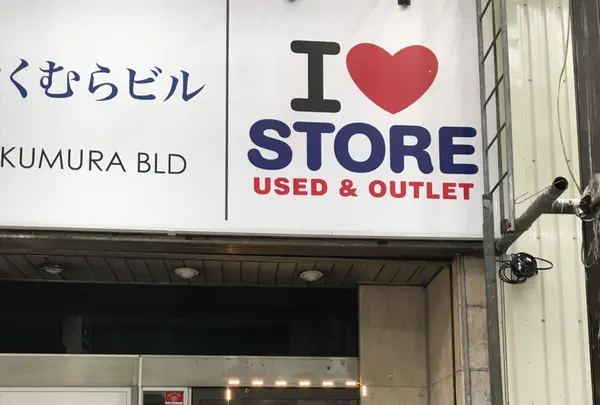 くむらビル
KUMURA BLD
I ❤ STORE
USED & OUTLET